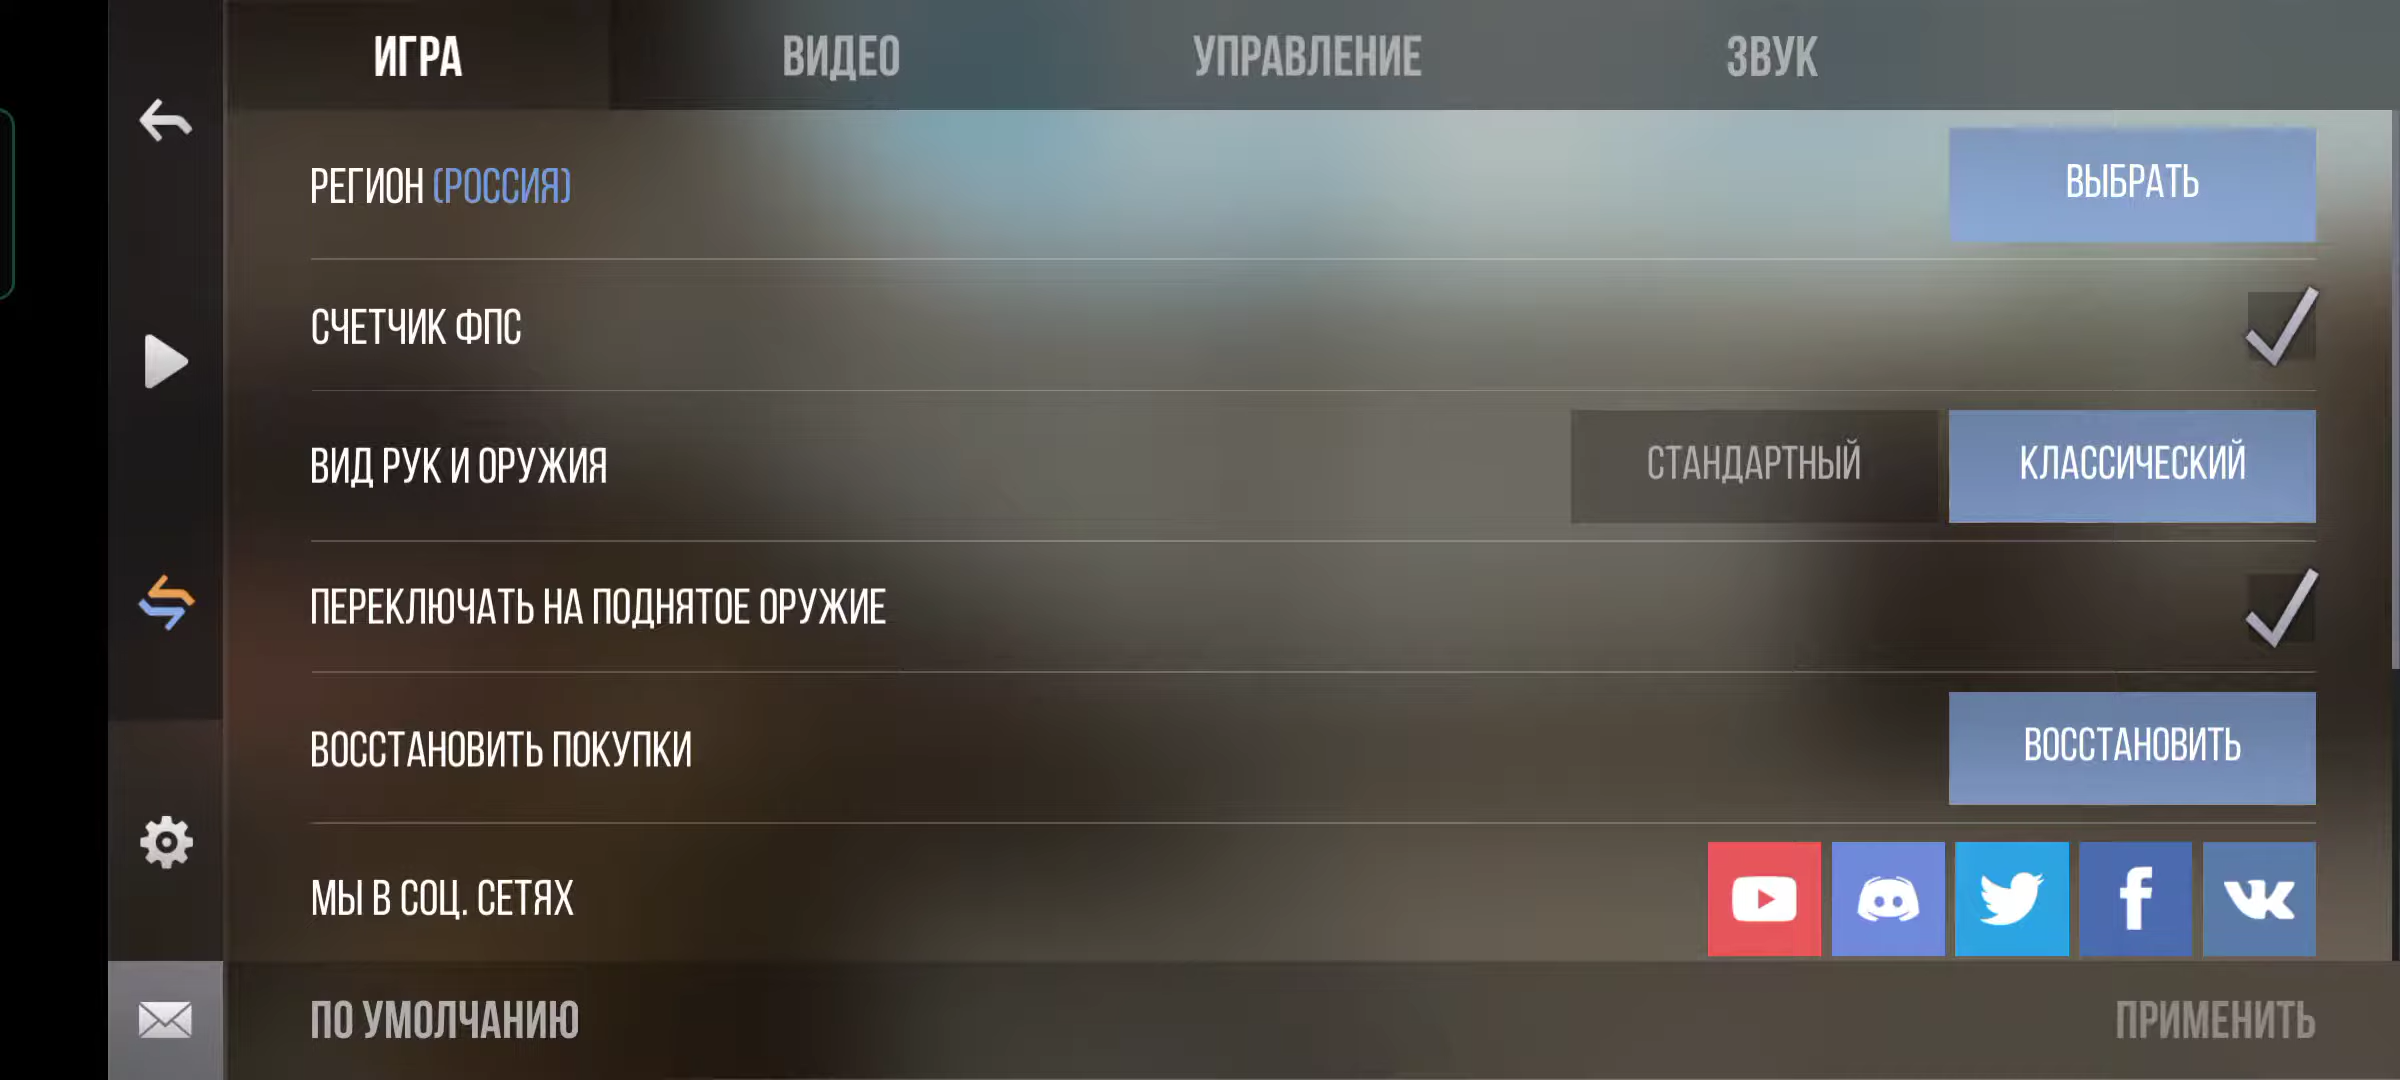 ИГРА ВИДЕО УПРАВЛЕНИЕ ЗВУК
РЕГИОН (РОССИЯ) ВЫБРАТЬ
СЧЕТЧИК ФПС
ВИД РУК И ОРУЖИЯ СТАНДАРТНЫЙ КЛАССИЧЕСКИЙ
ПЕРЕКЛЮЧАТЬ НА ПОДНЯТОЕ ОРУЖИЕ
ВОССТАНОВИТЬ ПОКУПКИ ВОССТАНОВИТЬ
МЫ В СОЦ. СЕТЯХ
ПО УМОЛЧАНИЮ ПРИМЕНИТЬ